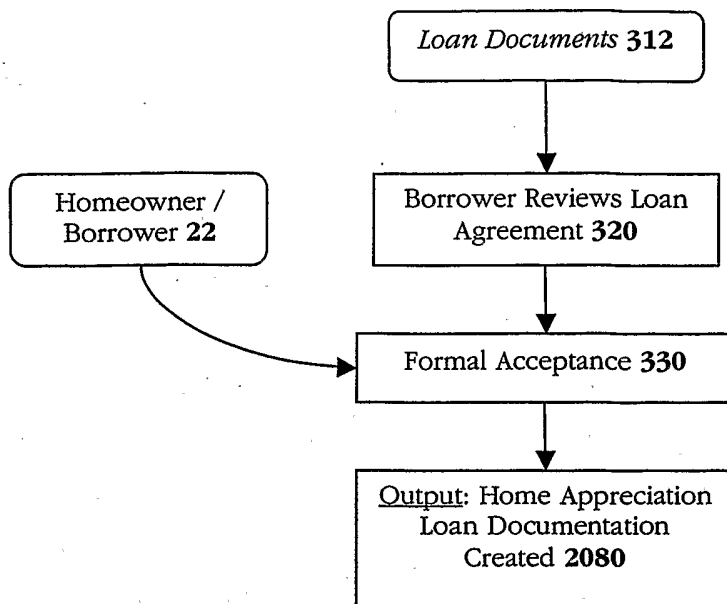 Loan Documents 312
Homeowner /
Borrower 22
Borrower Reviews Loan
Agreement 320
Formal Acceptance 330
Output: Home Appreciation
Loan Documentation
Created 2080